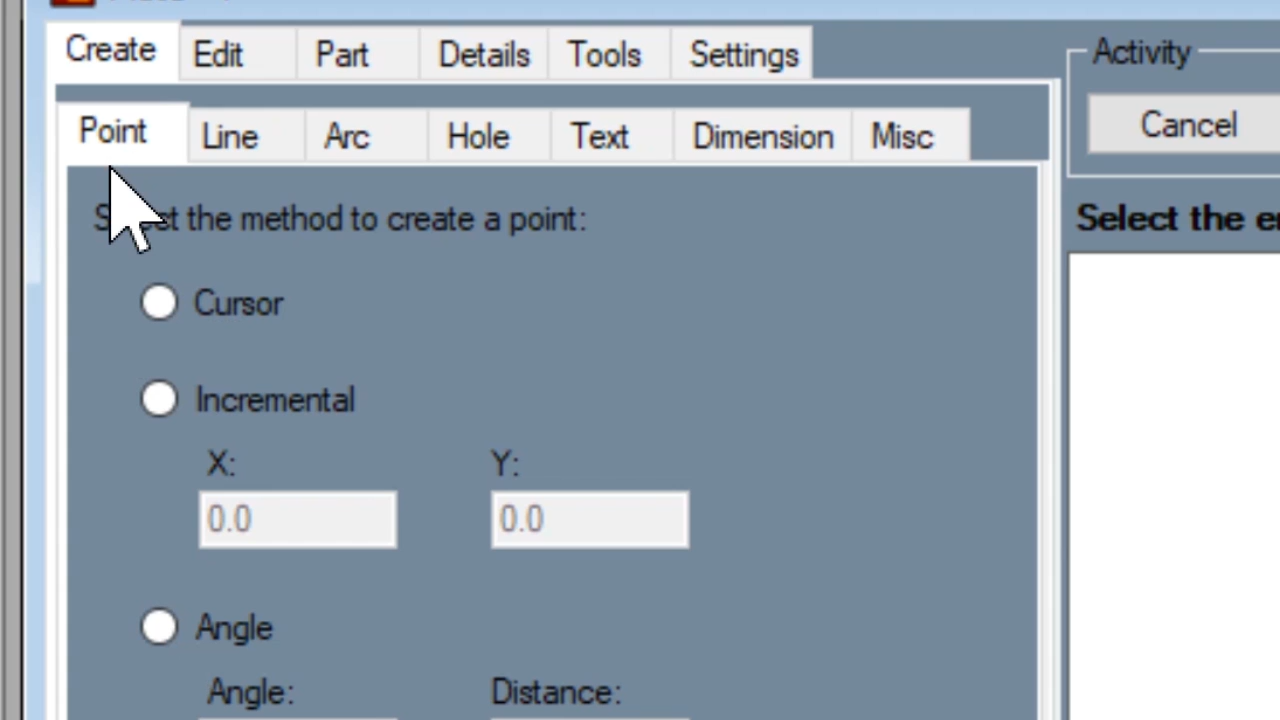 Create Edit Part Details Tools Settings
Activity
Point Line Arc Hole Text Dimension Misc
Cancel
the method to create a point:
Select the
Cursor
Incremental
X: Y:
0.0 0.0
Angle
Angle: Distance: